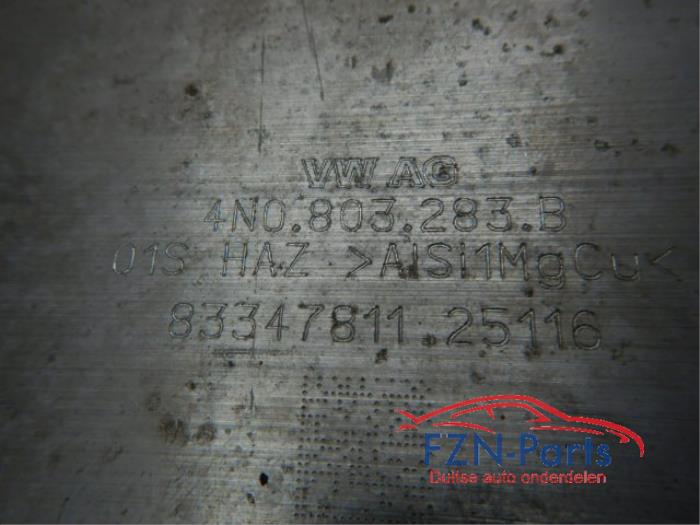 VW AG
4N0.803.283.B
01S HAZ >AlSi1MgCu<
83347811 25116
FZN-Parts
Duitse auto onderdelen